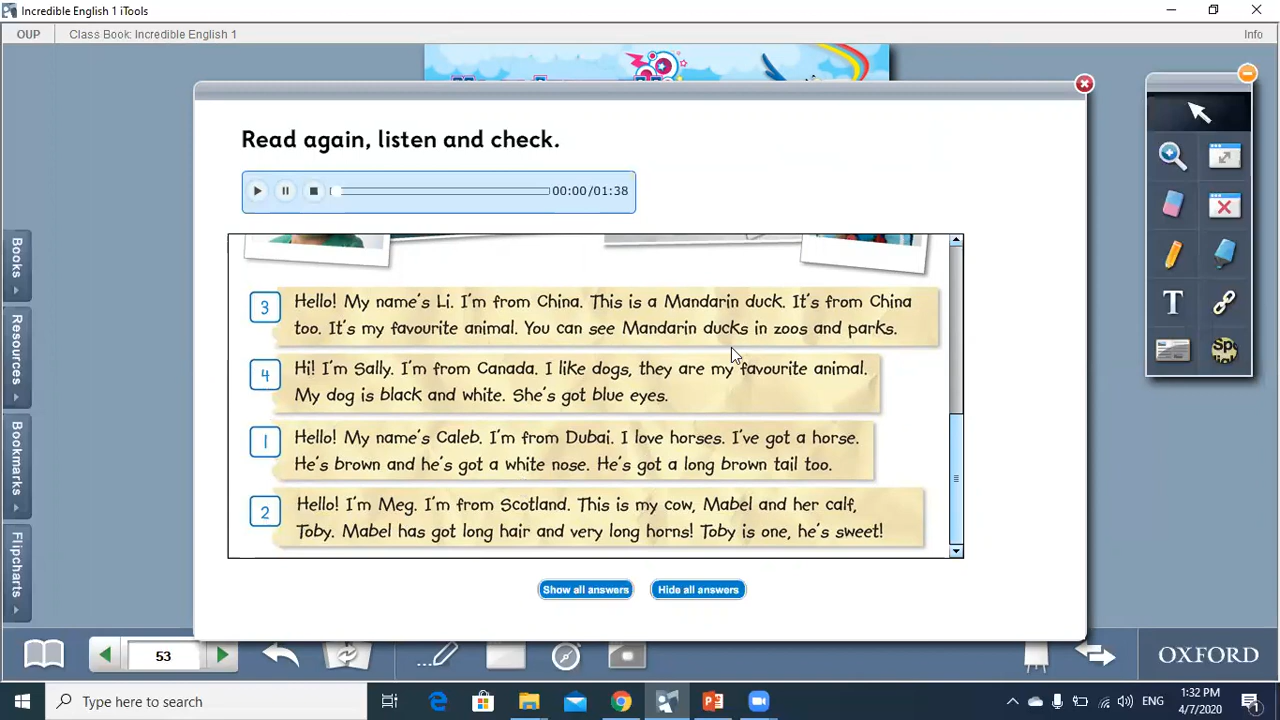 Incredible English 1 iTools
OUP
Class Book: Incredible English 1
Info
Read again, listen and check.
00:00/01:38
3
Hello! My name's Li. I'm from China. This is a Mandarin duck. It's from China
too. It's my favourite animal. You can see Mandarin ducks in zoos and parks.
4
Hi! I'm Sally. I'm from Canada. I like dogs, they are my favourite animal.
My dog is black and white. She's got blue eyes.
1
Hello! My name's Caleb. I'm from Dubai. I love horses. I've got a horse.
He's brown and he's got a white nose. He's got a long brown tail too.
2
Hello! I'm Meg. I'm from Scotland. This is my cow, Mabel and her calf,
Toby. Mabel has got long hair and very long horns! Toby is one, he's sweet!
Show all answers
Hide all answers
Books
Resources
Bookmarks
Flipcharts
T
Spo
53
OXFORD
Type here to search
ENG
1:32 PM
4/7/2020
1